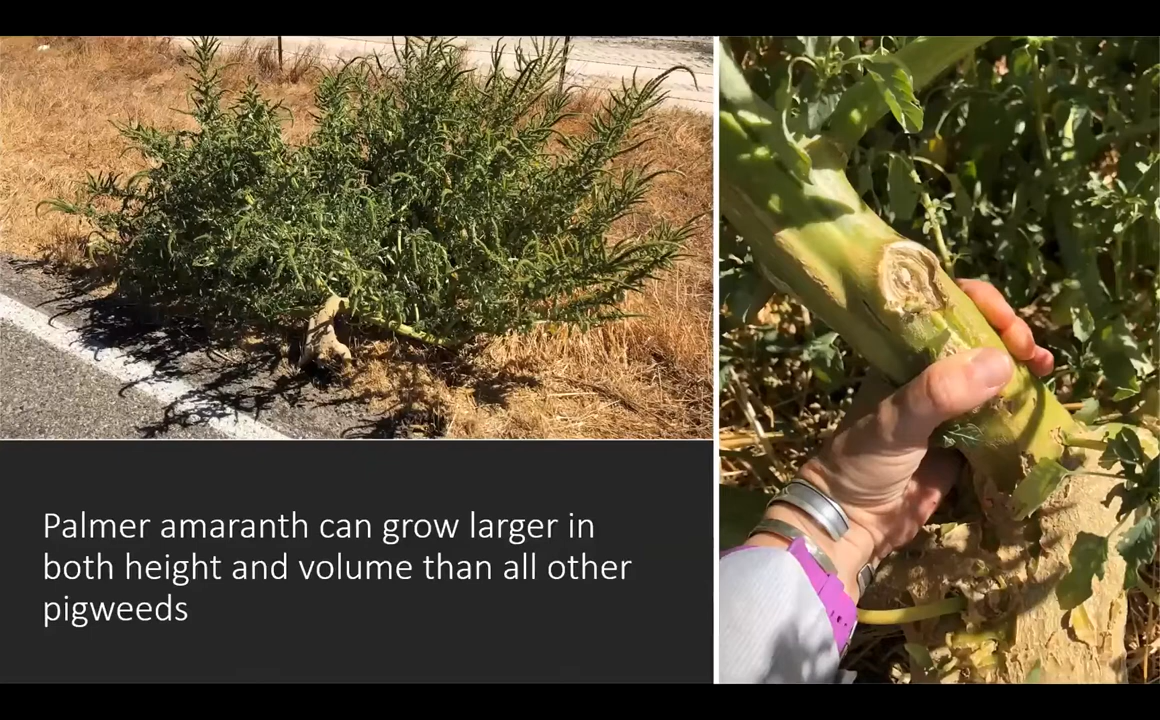 Palmer amaranth can grow larger in
both height and volume than all other
pigweeds